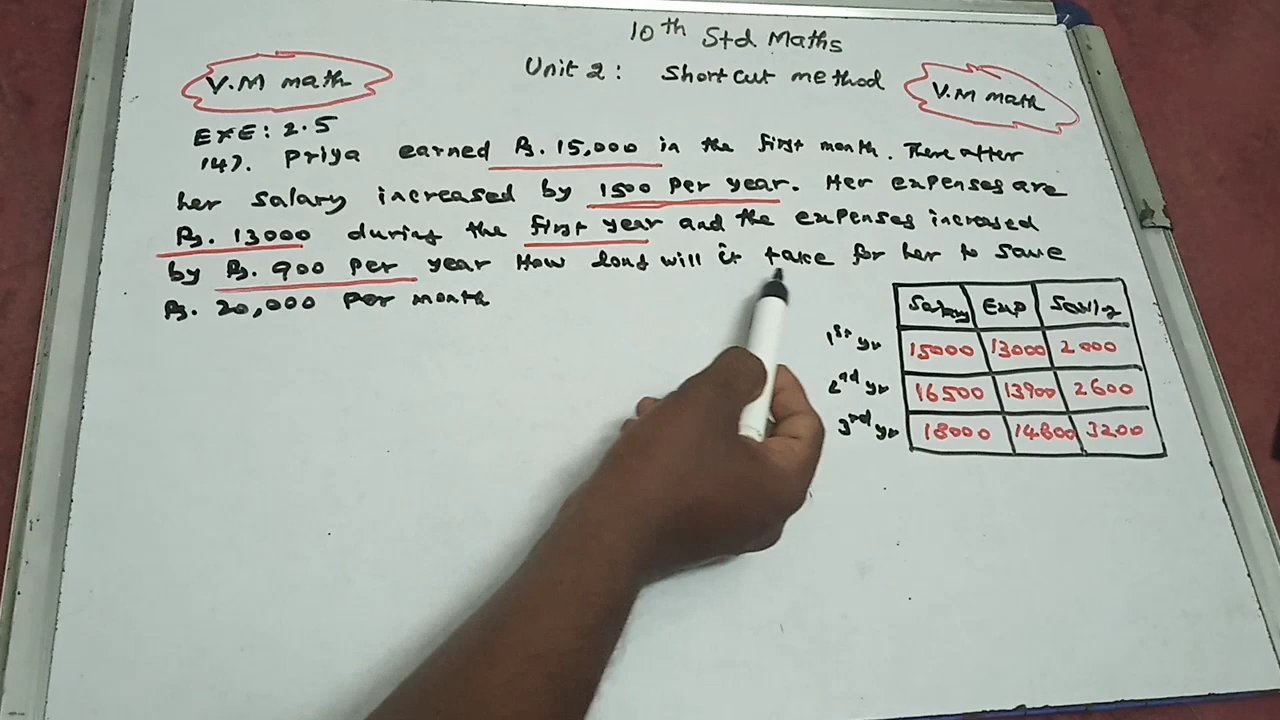 10th Std Maths
V.M math
Unit 2: Short cut method
V.M math
EXE: 2.5
14). Priya earned Rs. 15,000 in the first month. There after
her salary increased by 1500 per year. Her expenses are
Rs. 13000 during the first year and the expenses increased
by Rs. 900 per year How long will it take for her to save
Rs. 20,000 per month
Salary Exp Saving
1st yr 15000 13000 2000
2nd yr 16500 13900 2600
3rd yr 18000 14800 3200